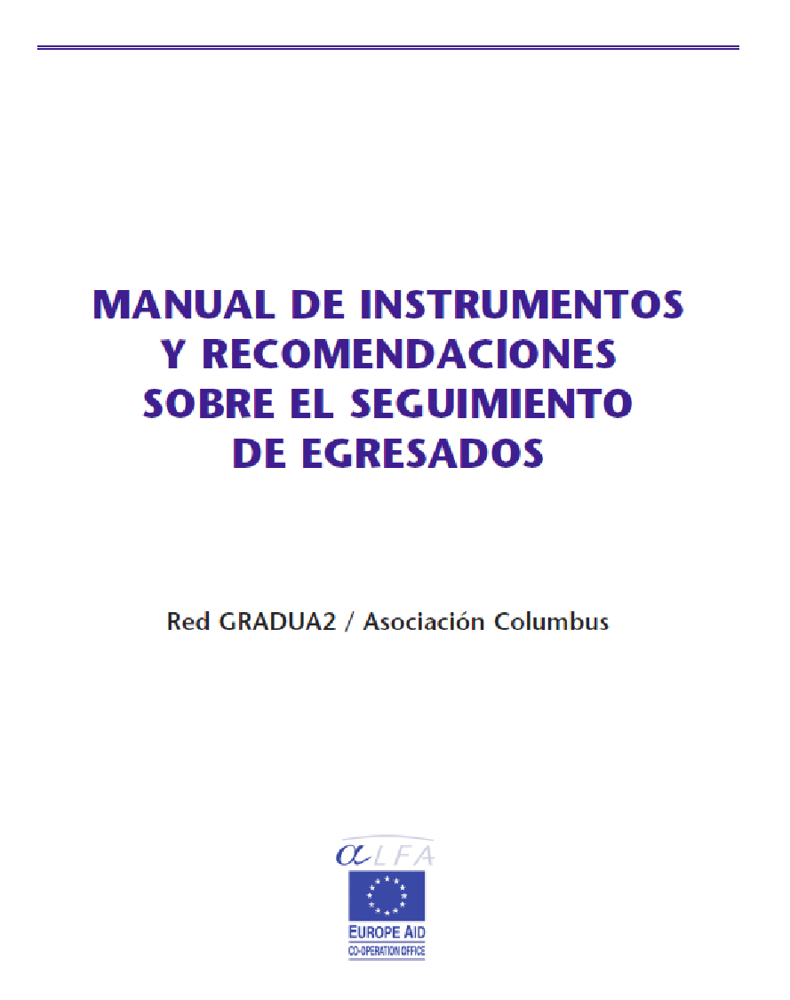 MANUAL DE INSTRUMENTOS
Y RECOMENDACIONES
SOBRE EL SEGUIMIENTO
DE EGRESADOS
Red GRADUA2 / Asociación Columbus
αLFA
EUROPE AID
CO-OPERATION OFFICE